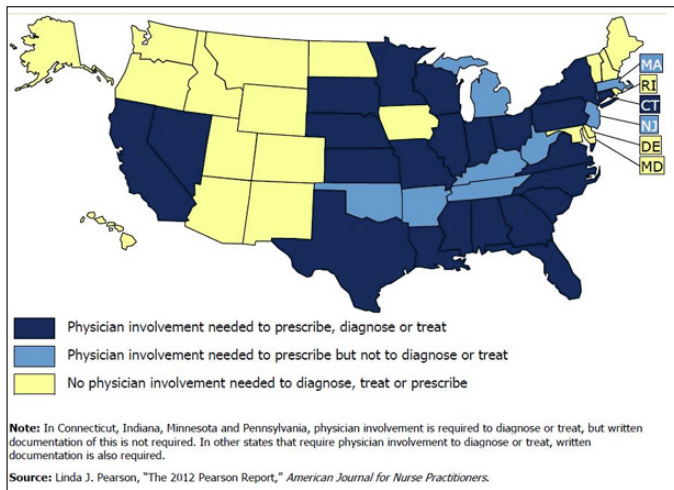 MA
RI
CT
NJ
DE
MD
Physician involvement needed to prescribe, diagnose or treat
Physician involvement needed to prescribe but not to diagnose or treat
No physician involvement needed to diagnose, treat or prescribe
Note: In Connecticut, Indiana, Minnesota and Pennsylvania, physician involvement is required to diagnose or treat, but written
documentation of this is not required. In other states that require physician involvement to diagnose or treat, written
documentation is also required.
Source: Linda J. Pearson, "The 2012 Pearson Report," American Journal for Nurse Practitioners.